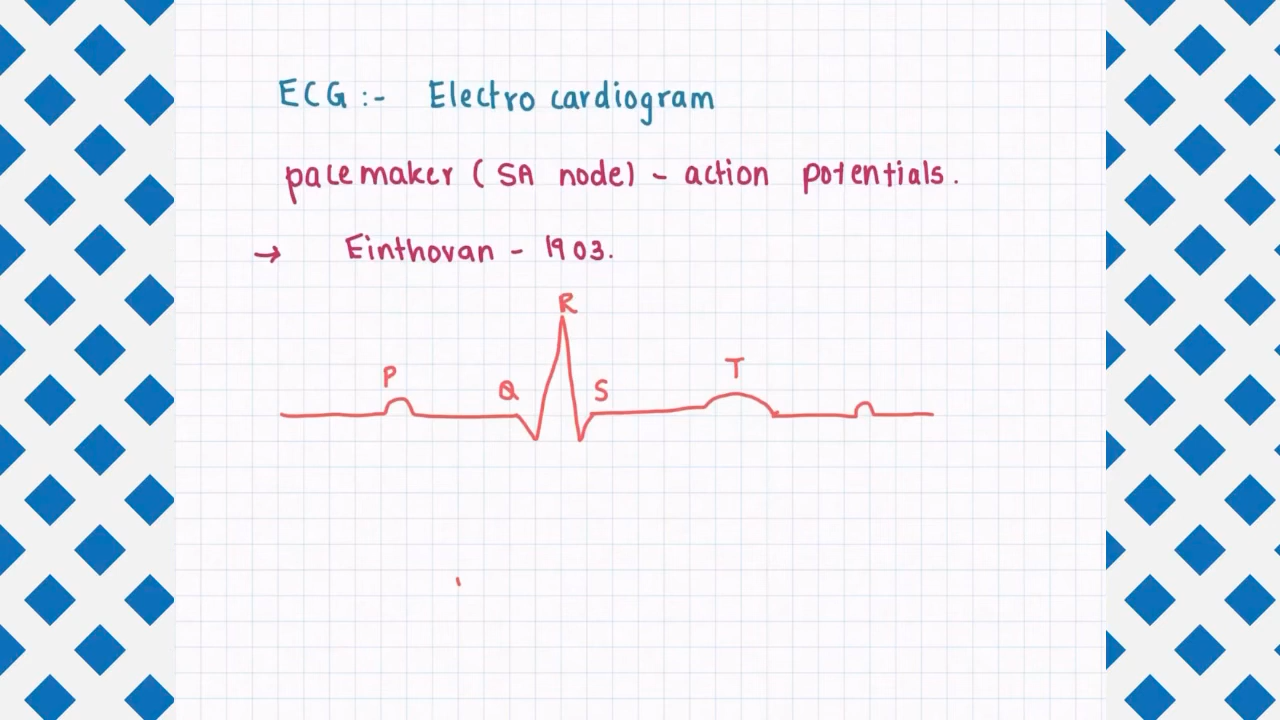 ECG :- Electro cardiogram
pacemaker ( SA node) - action potentials.
→ Einthovan - 1903.
R
P
Q S
T